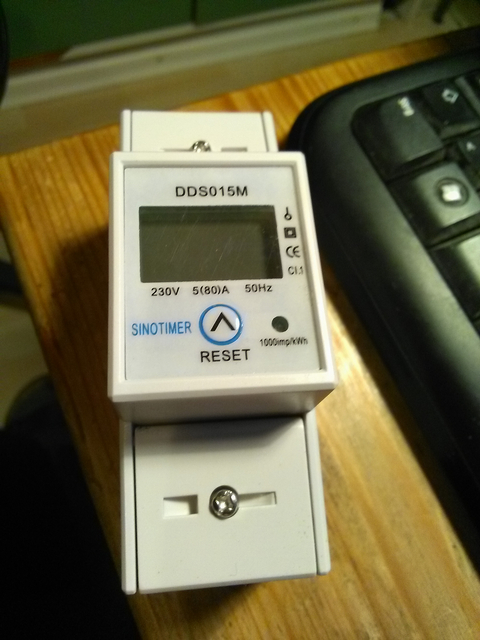 DDS015M
CE
Cl.1
230V 5(80)A 50Hz
SINOTIMER
1000imp/kWh
RESET